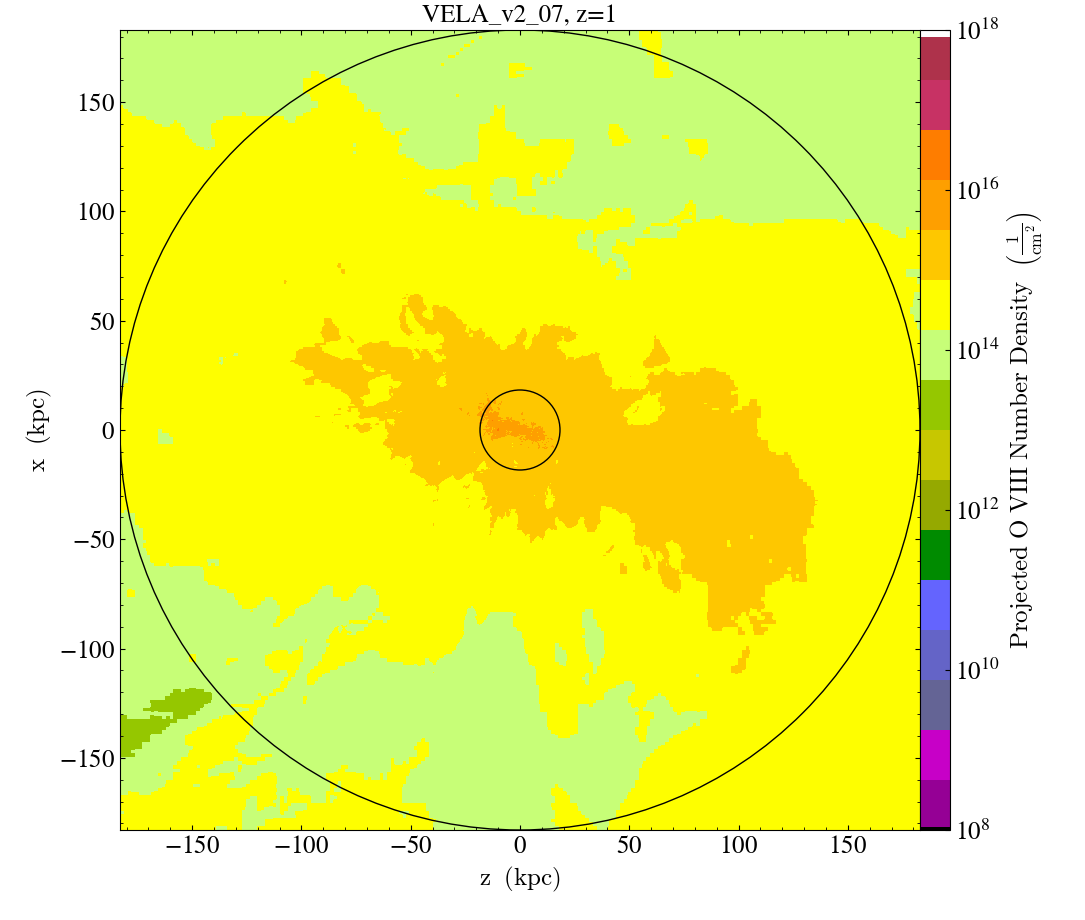 VELA_v2_07, z=1
10^18
10^16
10^14
10^12
10^10
10^8
Projected O VIII Number Density (1/cm^2)
150
100
50
0
−50
−100
−150
x (kpc)
−150 −100 −50 0 50 100 150
z (kpc)